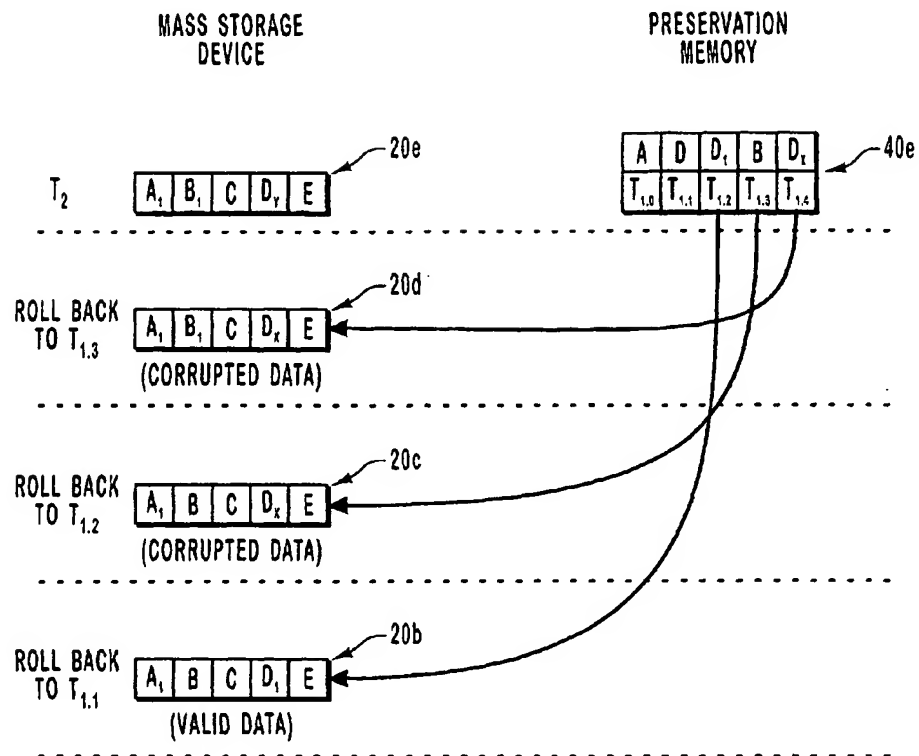 MASS STORAGE
DEVICE
PRESERVATION
MEMORY
20e
40e
A D D₁ B Dₓ
T₁.₀ T₁.₁ T₁.₂ T₁.₃ T₁.₄
T₂
A₁ B₁ C Dᵧ E
20d
ROLL BACK
TO T₁.₃
A₁ B₁ C Dₓ E
(CORRUPTED DATA)
20c
ROLL BACK
TO T₁.₂
A₁ B C Dₓ E
(CORRUPTED DATA)
20b
ROLL BACK
TO T₁.₁
A₁ B C D₁ E
(VALID DATA)